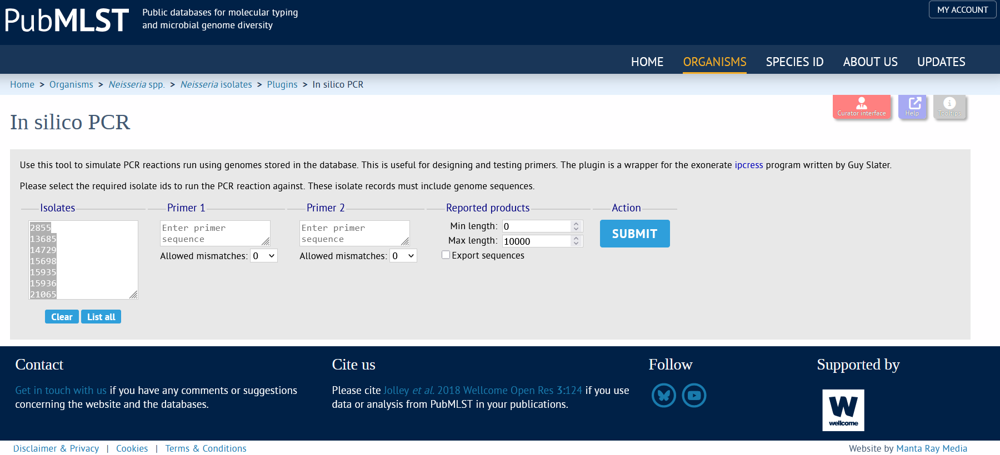 PubMLST
Public databases for molecular typing
and microbial genome diversity
MY ACCOUNT
HOME ORGANISMS SPECIES ID ABOUT US UPDATES
Home > Organisms > Neisseria spp. > Neisseria isolates > Plugins > In silico PCR
Curator interface Help Tooltips
In silico PCR
Use this tool to simulate PCR reactions run using genomes stored in the database. This is useful for designing and testing primers. The plugin is a wrapper for the exonerate ipcress program written by Guy Slater.
Please select the required isolate ids to run the PCR reaction against. These isolate records must include genome sequences.
Isolates
2855
13685
14729
15698
15935
15936
21065
Clear List all
Primer 1
Enter primer
sequence
Allowed mismatches: 0
Primer 2
Enter primer
sequence
Allowed mismatches: 0
Reported products
Min length: 0
Max length: 10000
Export sequences
Action
SUBMIT
Contact
Get in touch with us if you have any comments or suggestions
concerning the website and the databases.
Cite us
Please cite Jolley et al. 2018 Wellcome Open Res 3:124 if you use
data or analysis from PubMLST in your publications.
Follow
Supported by
W
wellcome
Disclaimer & Privacy | Cookies | Terms & Conditions
Website by Manta Ray Media